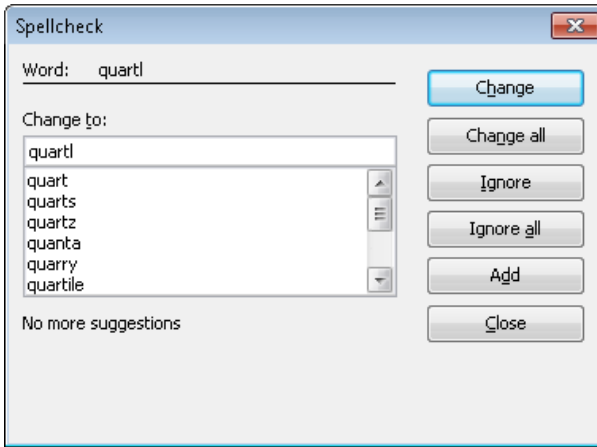 Spellcheck
Word: quartl
Change to:
quartl
quart
quarts
quartz
quanta
quarry
quartile
No more suggestions
Change
Change all
Ignore
Ignore all
Add
Close